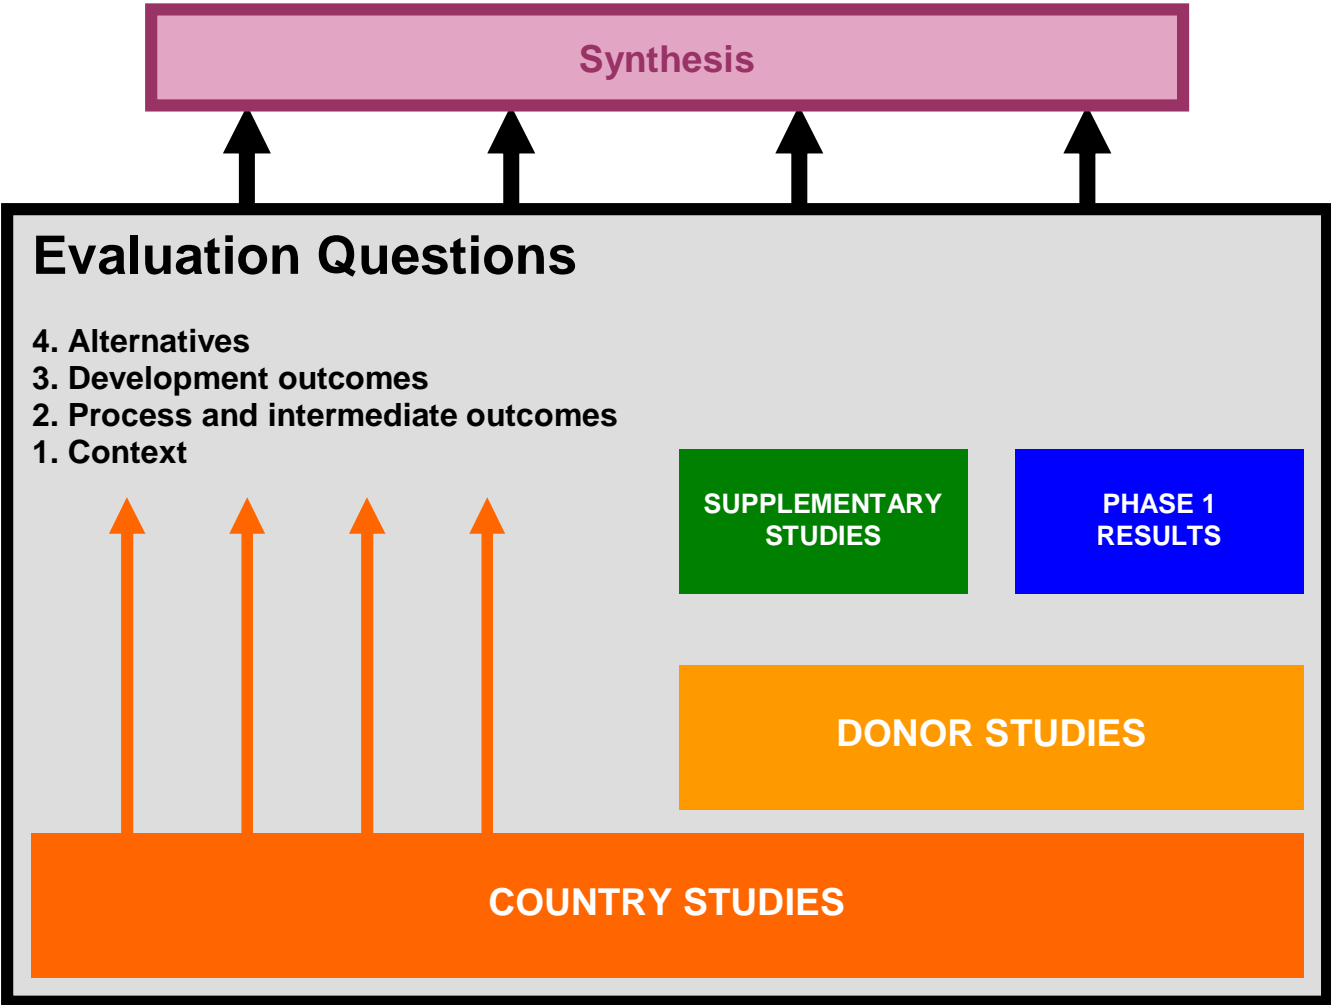 Synthesis
Evaluation Questions
4. Alternatives
3. Development outcomes
2. Process and intermediate outcomes
1. Context
SUPPLEMENTARY
STUDIES
PHASE 1
RESULTS
DONOR STUDIES
COUNTRY STUDIES